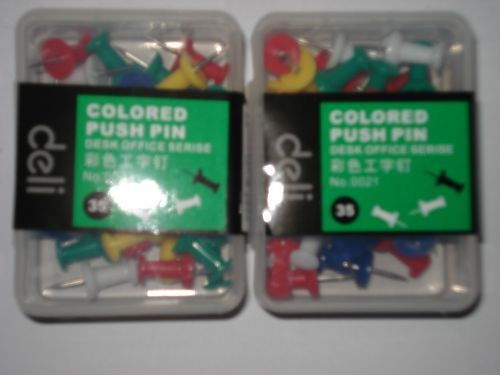 deli
COLORED
PUSH PIN
DESK OFFICE SERISE
彩色工字钉
35
deli
COLORED
PUSH PIN
DESK OFFICE SERISE
彩色工字钉
No.0021
35